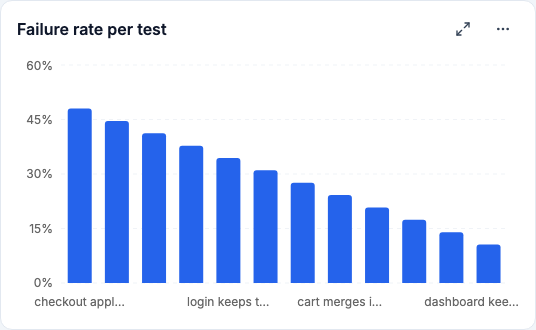 Failure rate per test
60%
45%
30%
15%
0%
checkout appl... login keeps t... cart merges i... dashboard kee...